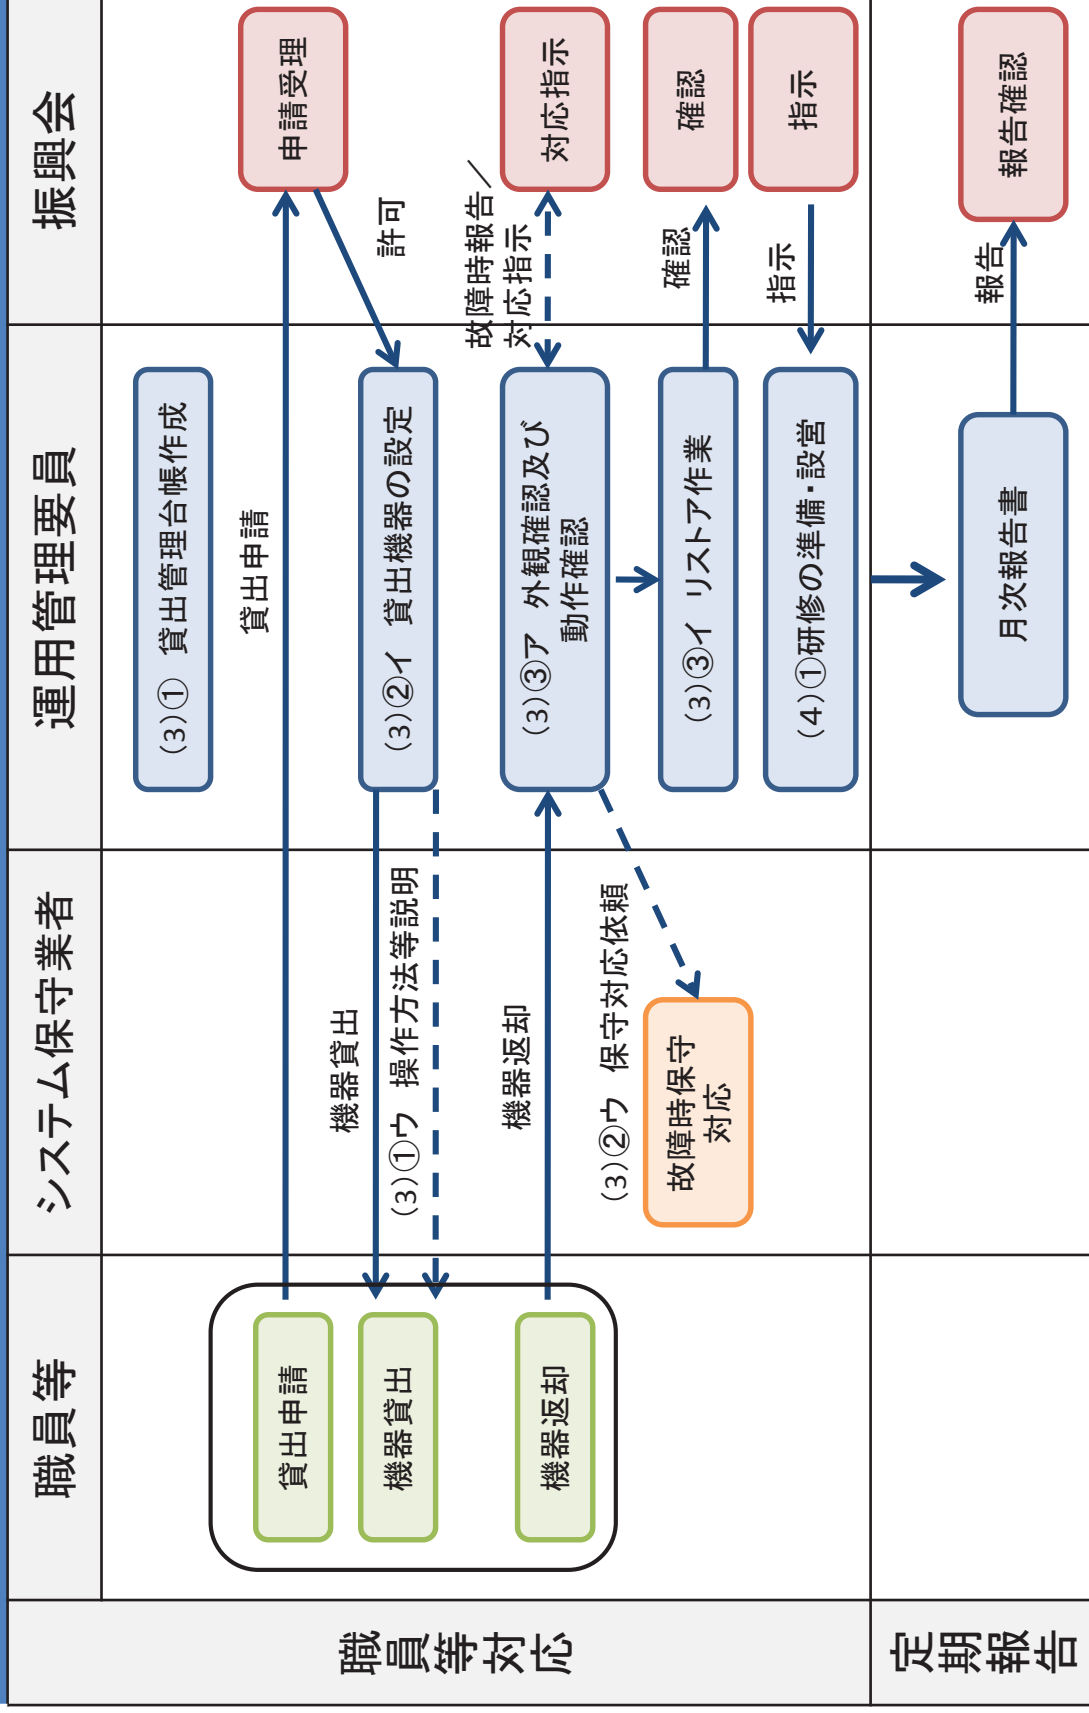 職員等
システム保守業者
運用管理要員
振興会
職員等対応
(3)① 貸出管理台帳作成
貸出申請
貸出申請
申請受理
許可
機器貸出
機器貸出
(3)②イ 貸出機器の設定
(3)①ウ 操作方法等説明
故障時報告／
対応指示
機器返却
機器返却
(3)③ア 外観確認及び
動作確認
対応指示
(3)②ウ 保守対応依頼
故障時保守
対応
(3)③イ リストア作業
確認
確認
(4)①研修の準備・設営
指示
指示
定期報告
月次報告書
報告
報告確認